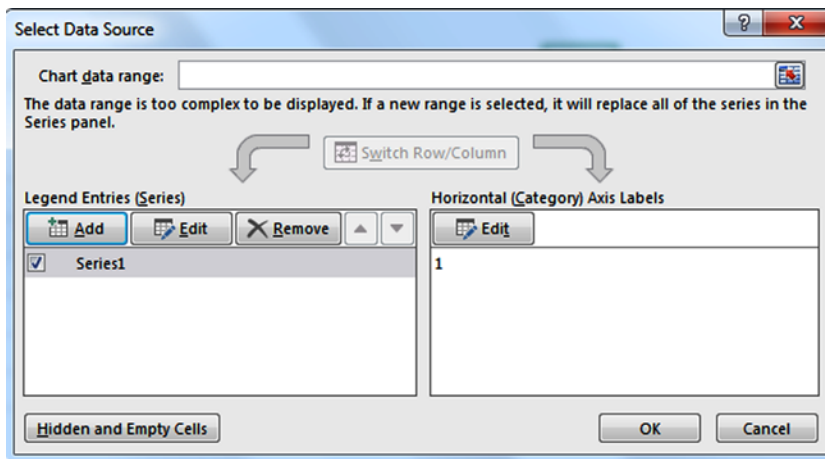 Select Data Source
? X
Chart data range:
The data range is too complex to be displayed. If a new range is selected, it will replace all of the series in the
Series panel.
Switch Row/Column
Legend Entries (Series)
Horizontal (Category) Axis Labels
Add Edit Remove
Edit
Series1
1
Hidden and Empty Cells
OK Cancel